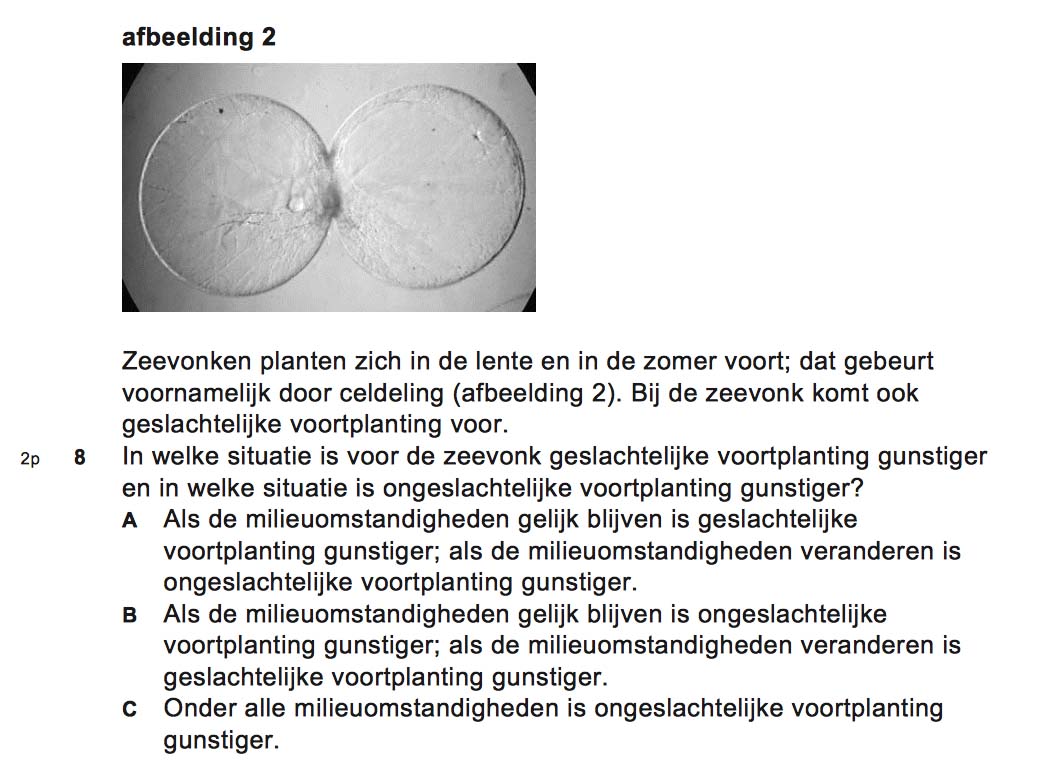 afbeelding 2
Zeevonken planten zich in de lente en in de zomer voort; dat gebeurt
voornamelijk door celdeling (afbeelding 2). Bij de zeevonk komt ook
geslachtelijke voortplanting voor.
2p 8 In welke situatie is voor de zeevonk geslachtelijke voortplanting gunstiger
en in welke situatie is ongeslachtelijke voortplanting gunstiger?
A Als de milieuomstandigheden gelijk blijven is geslachtelijke
voortplanting gunstiger; als de milieuomstandigheden veranderen is
ongeslachtelijke voortplanting gunstiger.
B Als de milieuomstandigheden gelijk blijven is ongeslachtelijke
voortplanting gunstiger; als de milieuomstandigheden veranderen is
geslachtelijke voortplanting gunstiger.
C Onder alle milieuomstandigheden is ongeslachtelijke voortplanting
gunstiger.